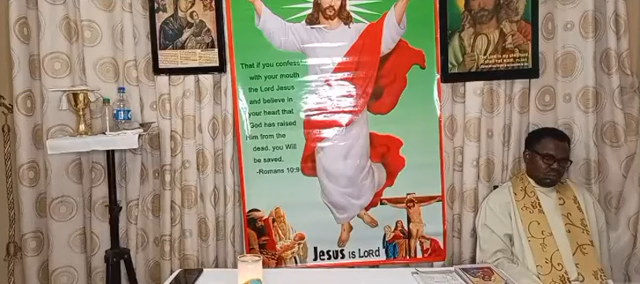 That if you confess
with your mouth
the Lord Jesus
and believe in
your heart that
God has raised
Him from the
dead, you Will
be saved.
-Romans 10:9
Jesus is Lord